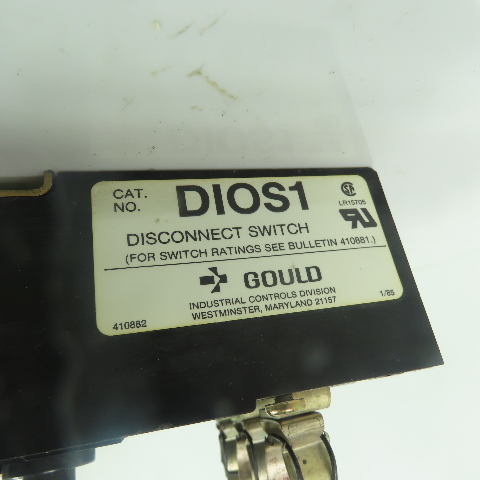 CAT. NO. DIOS1
DISCONNECT SWITCH
(FOR SWITCH RATINGS SEE BULLETIN 410881.)
GOULD
INDUSTRIAL CONTROLS DIVISION
WESTMINSTER, MARYLAND 21157
410882
1/85
LR15705